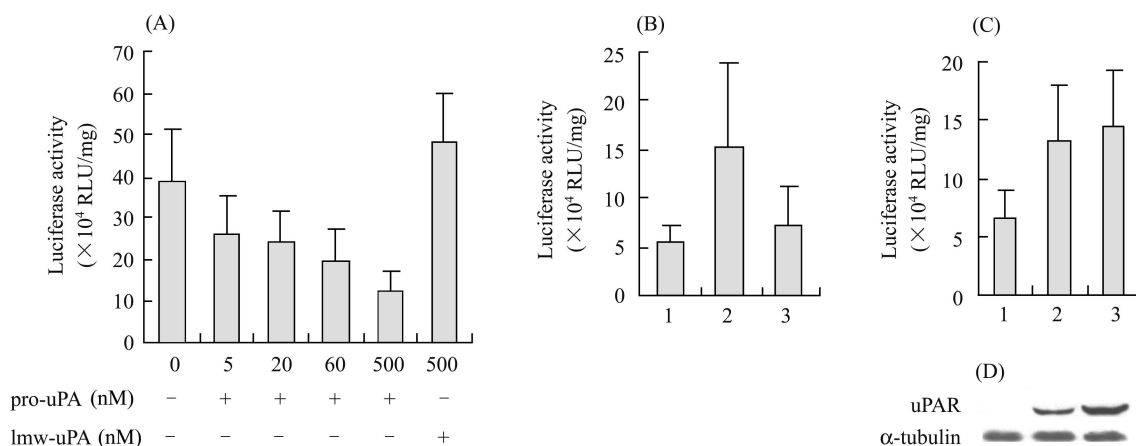 (A)
Luciferase activity
(×10⁴ RLU/mg)
70
60
50
40
30
20
10
0
0 5 20 60 500 500
pro-uPA (nM) − + + + + −
lmw-uPA (nM) − − − − − +
(B)
Luciferase activity
(×10⁴ RLU/mg)
25
20
15
10
5
0
1 2 3
(C)
Luciferase activity
(×10⁴ RLU/mg)
20
15
10
5
0
1 2 3
(D)
uPAR
α-tubulin